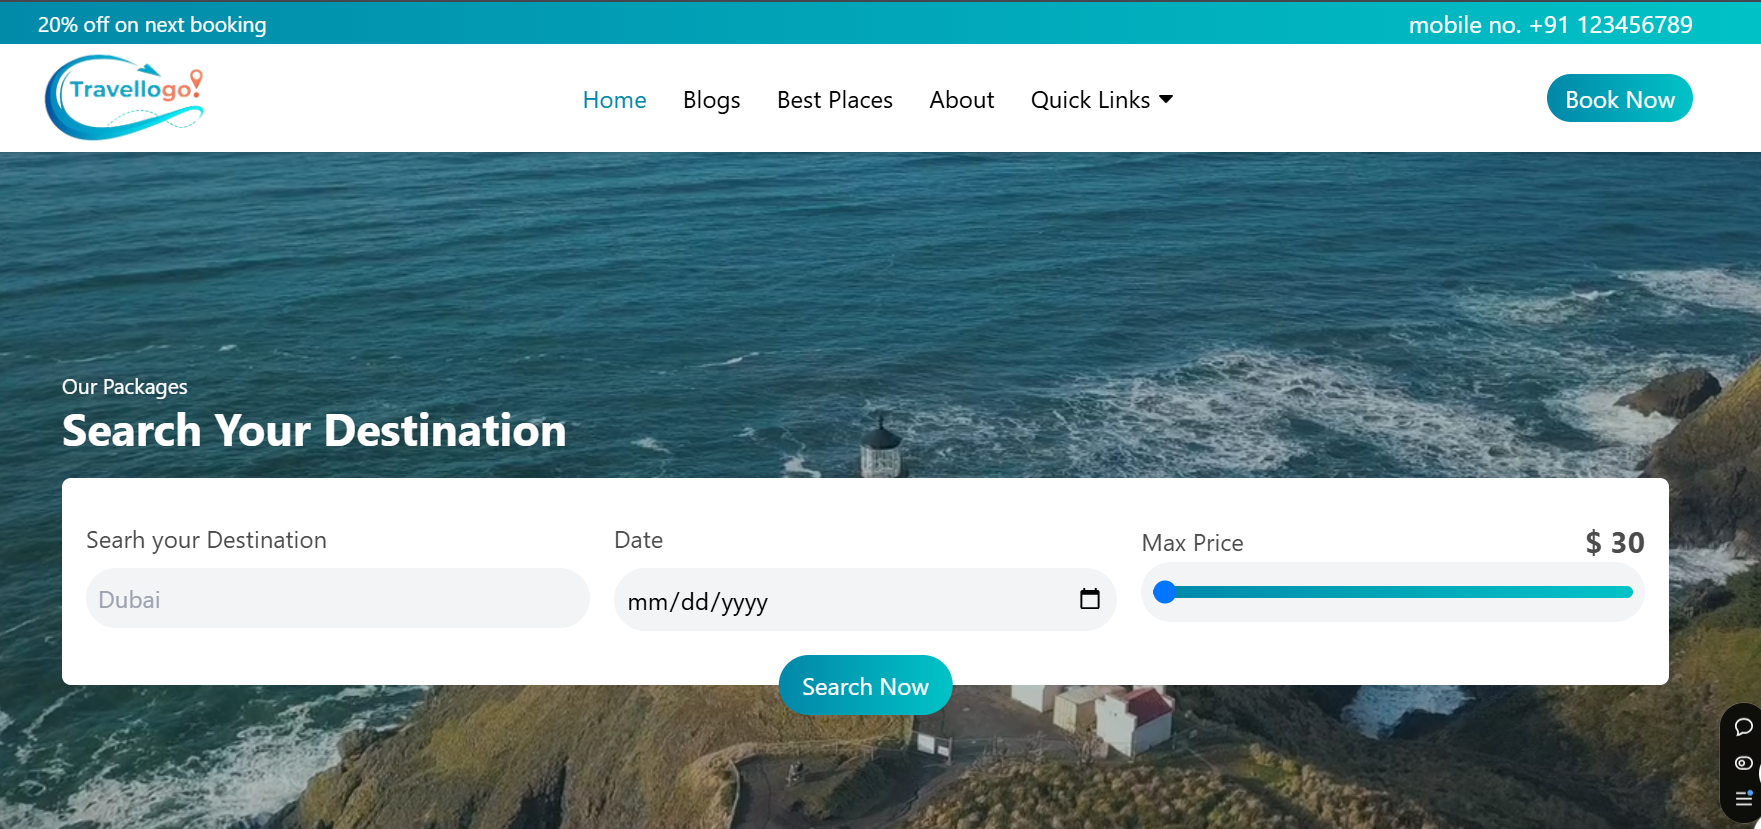 20% off on next booking
mobile no. +91 123456789
Travellogo!
Home
Blogs
Best Places
About
Quick Links
Book Now
Our Packages
Search Your Destination
Searh your Destination
Date
Max Price
$ 30
Dubai
mm/dd/yyyy
Search Now